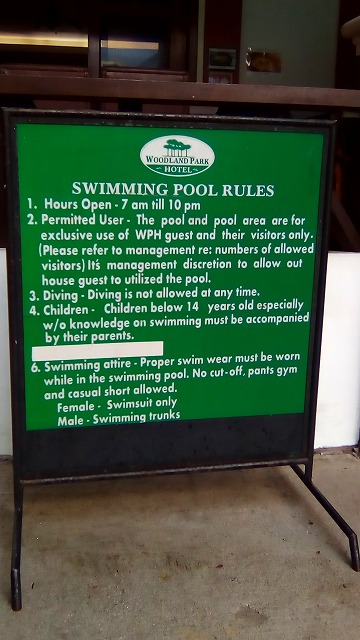 WOODLAND PARK
HOTEL
SWIMMING POOL RULES
1. Hours Open - 7 am till 10 pm
2. Permitted User - The pool and pool area are for
exclusive use of WPH guest and their visitors only.
(Please refer to management re: numbers of allowed
visitors) Its management discretion to allow out
house guest to utilized the pool.
3. Diving - Diving is not allowed at any time.
4. Children - Children below 14 years old especially
w/o knowledge on swimming must be accompanied
by their parents.
6. Swimming attire - Proper swim wear must be worn
while in the swimming pool. No cut-off, pants gym
and casual short allowed.
Female - Swimsuit only
Male - Swimming trunks